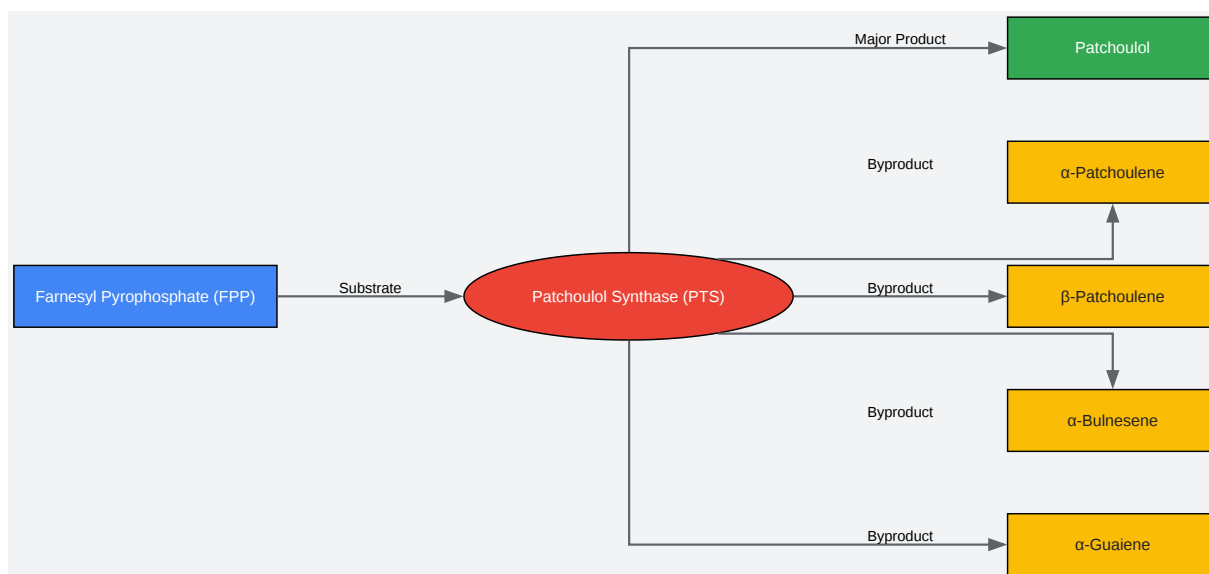 Major Product
Patchoulol
Byproduct
α-Patchoulene
Farnesyl Pyrophosphate (FPP)
Substrate
Patchoulol Synthase (PTS)
Byproduct
β-Patchoulene
Byproduct
α-Bulnesene
Byproduct
α-Guaiene